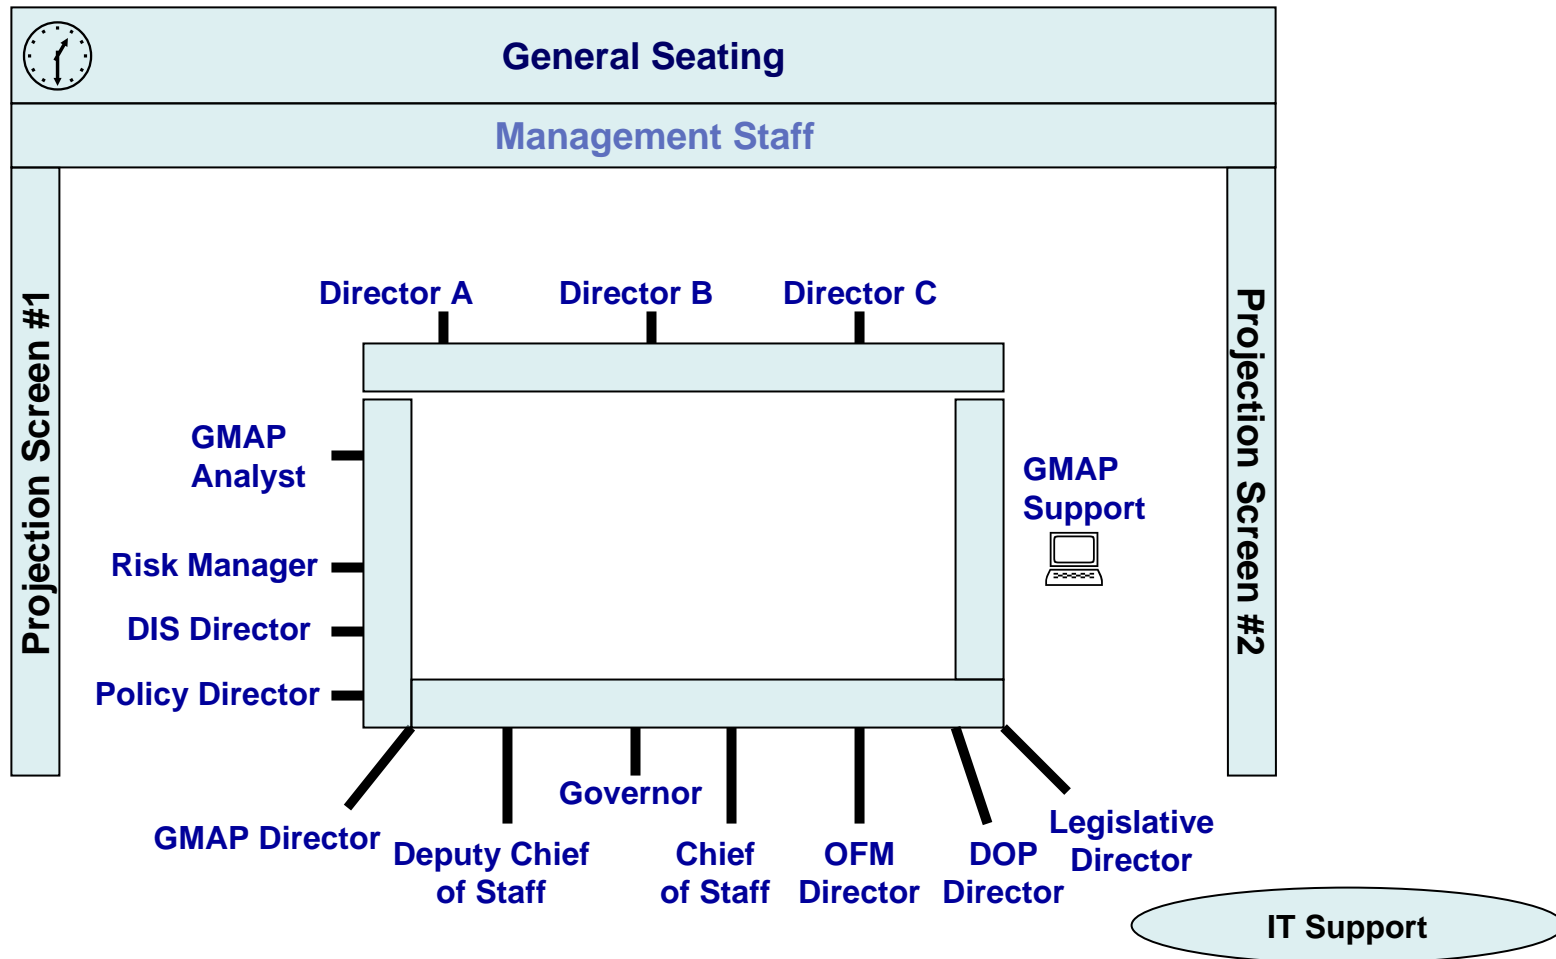 General Seating
Management Staff
Projection Screen #1
Projection Screen #2
Director A
Director B
Director C
GMAP
Analyst
GMAP
Support
Risk Manager
DIS Director
Policy Director
GMAP Director
Deputy Chief
of Staff
Governor
Chief
of Staff
OFM
Director
DOP
Director
Legislative
Director
IT Support